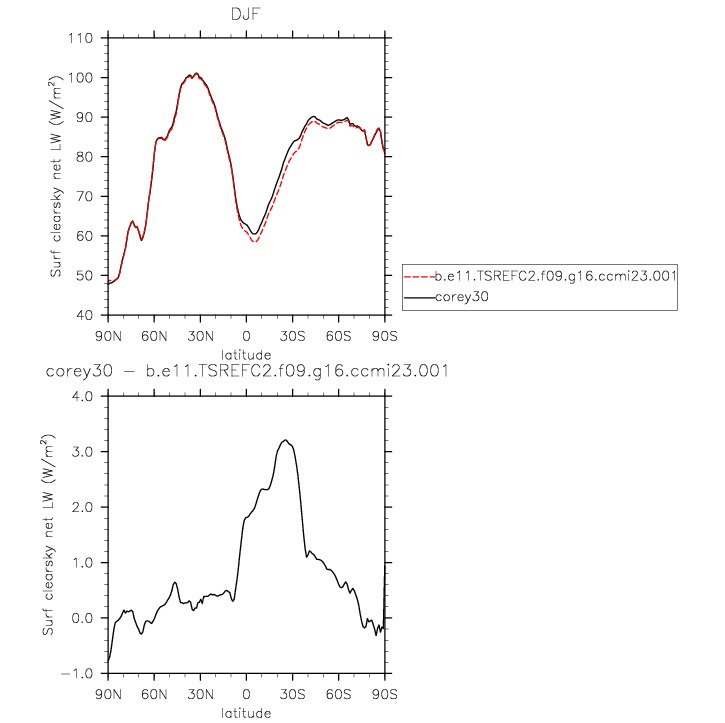 DJF
Surf clearsky net LW (W/m²)
110
100
90
80
70
60
50
40
90N 60N 30N 0 30S 60S 90S
latitude
b.e11.TSREFC2.f09.g16.ccmi23.001
corey30
corey30 – b.e11.TSREFC2.f09.g16.ccmi23.001
Surf clearsky net LW (W/m²)
4.0
3.0
2.0
1.0
0.0
−1.0
90N 60N 30N 0 30S 60S 90S
latitude